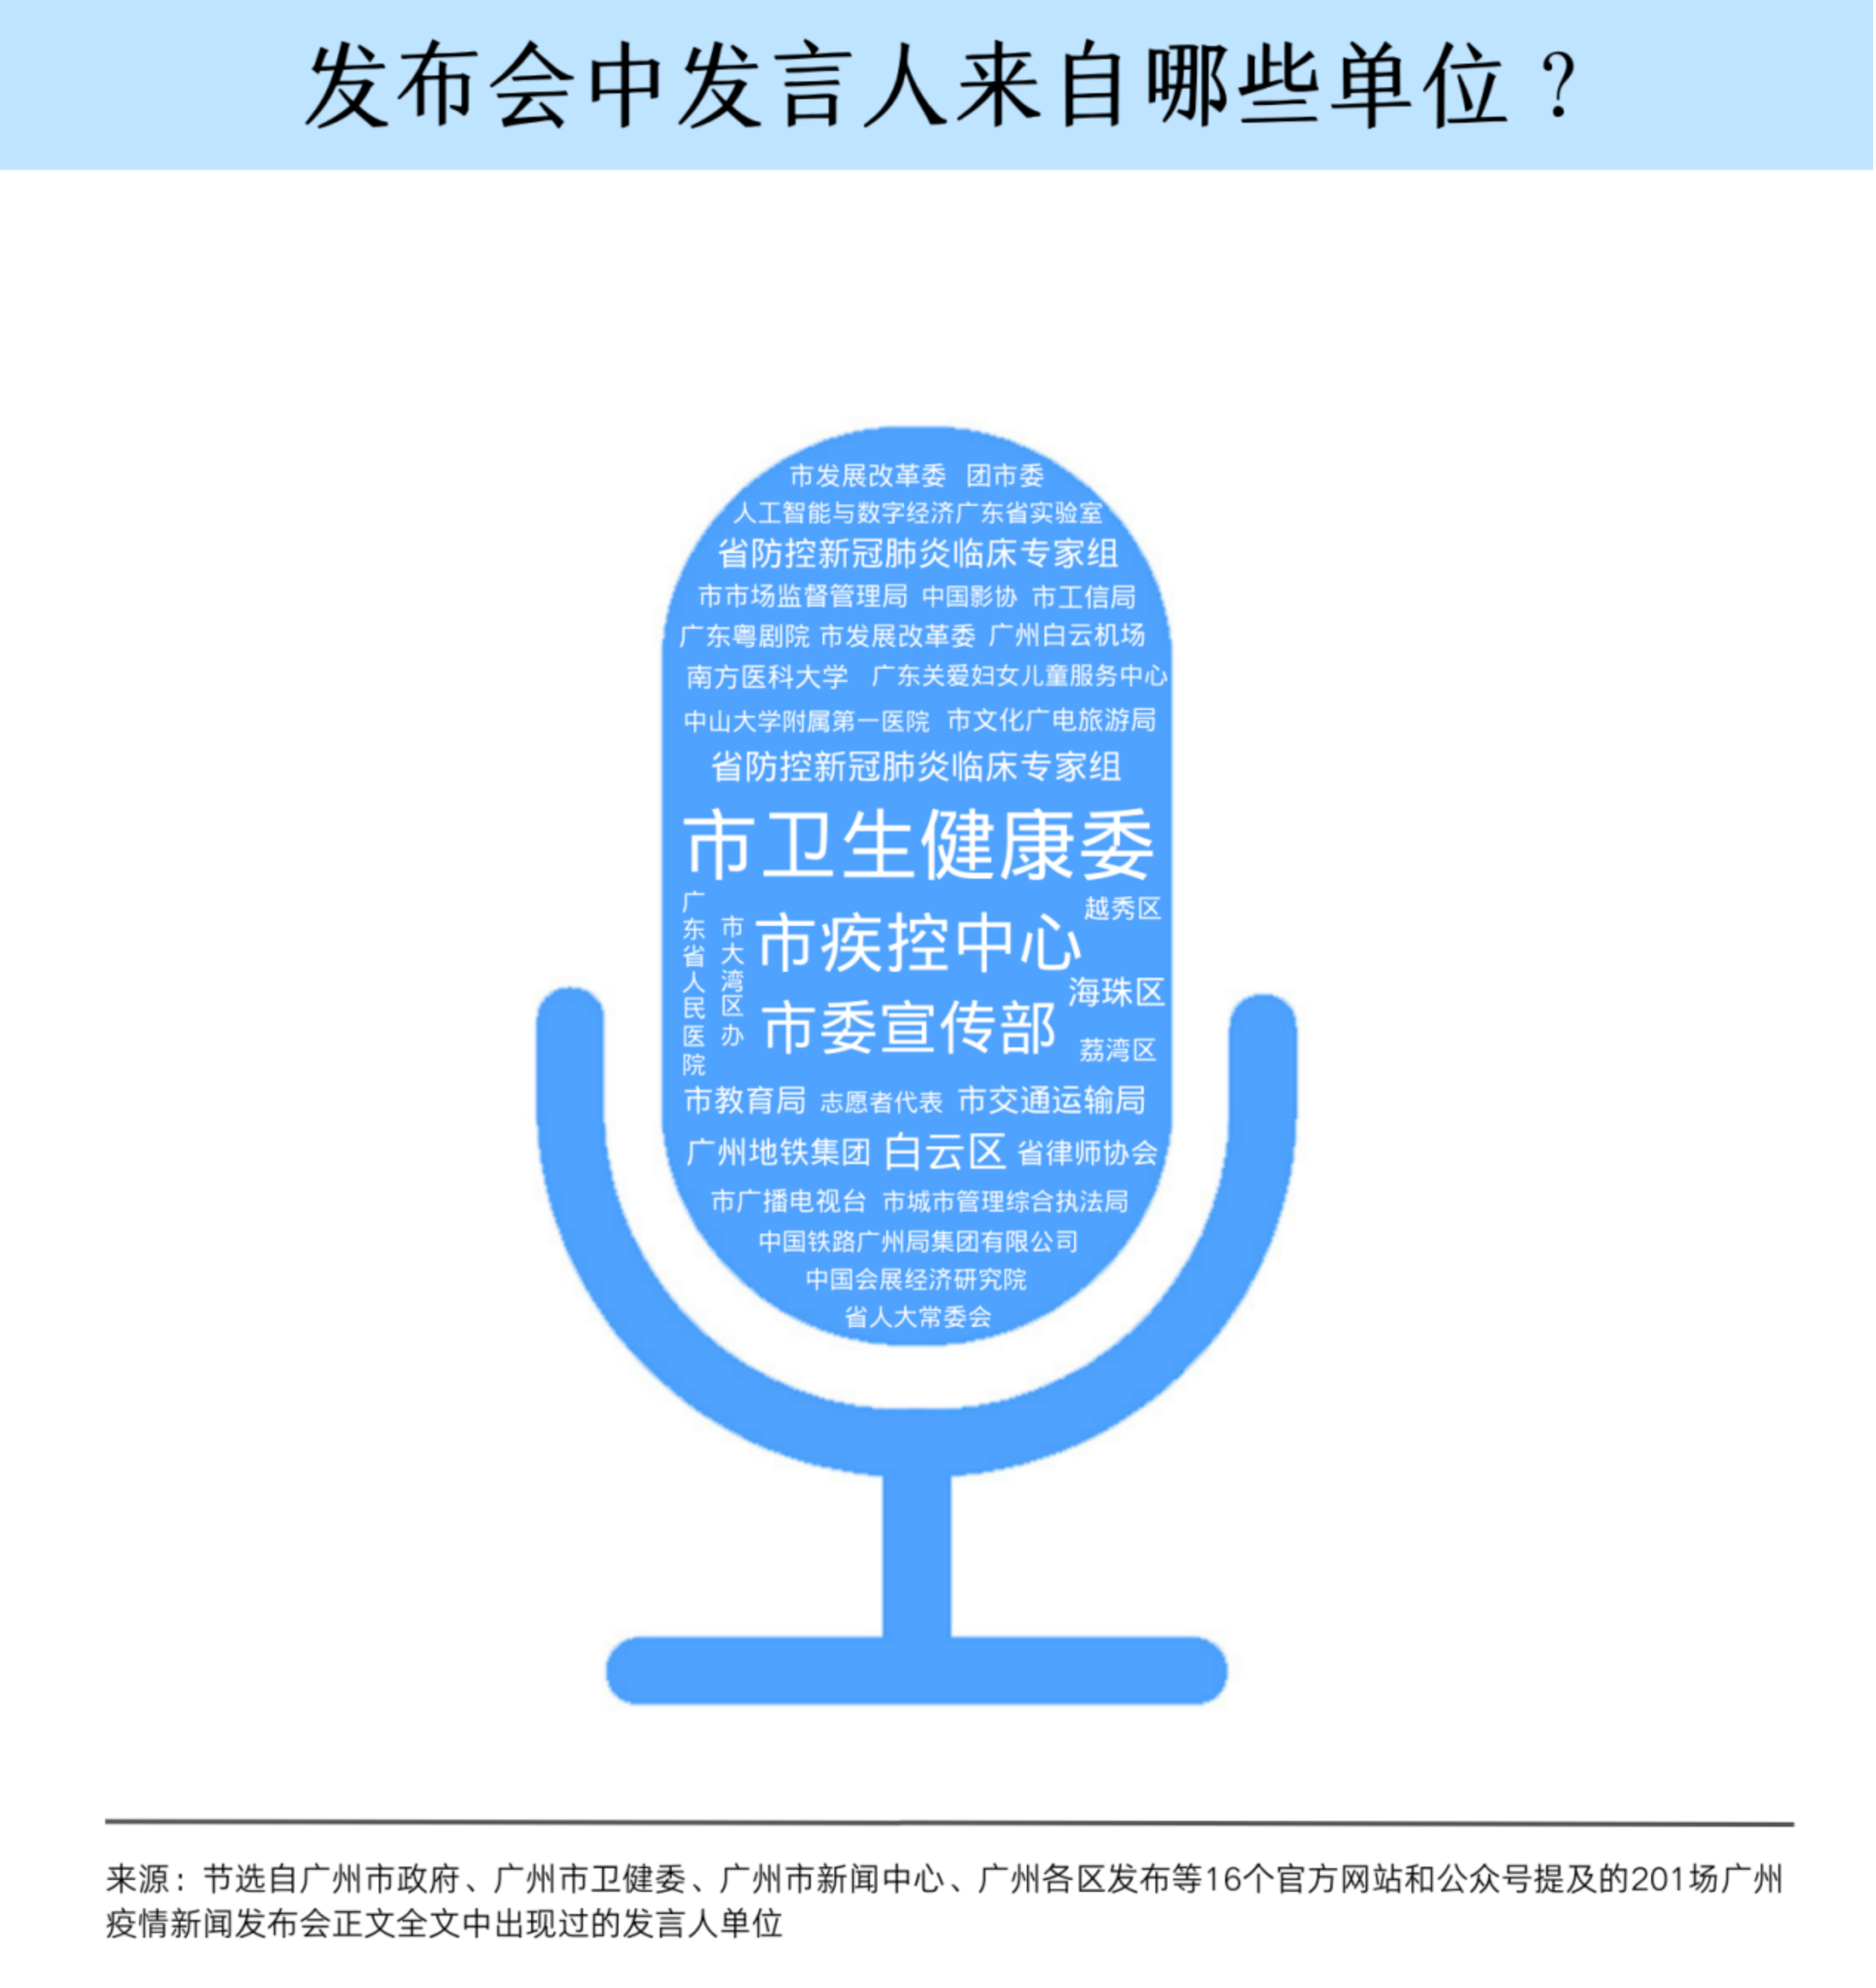 发布会中发言人来自哪些单位？
市发展改革委 团市委
人工智能与数字经济广东省实验室
省防控新冠肺炎临床专家组
市市场监督管理局 中国影协 市工信局
广东粤剧院 市发展改革委 广州白云机场
南方医科大学 广东关爱妇女儿童服务中心
中山大学附属第一医院 市文化广电旅游局
省防控新冠肺炎临床专家组
市卫生健康委
广东省人民医院
市大湾区办
市疾控中心
越秀区
海珠区
市委宣传部
荔湾区
市教育局 志愿者代表 市交通运输局
广州地铁集团 白云区 省律师协会
市广播电视台 市城市管理综合执法局
中国铁路广州局集团有限公司
中国会展经济研究院
省人大常委会
来源：节选自广州市政府、广州市卫健委、广州市新闻中心、广州各区发布等16个官方网站和公众号提及的201场广州
疫情新闻发布会正文全文中出现过的发言人单位